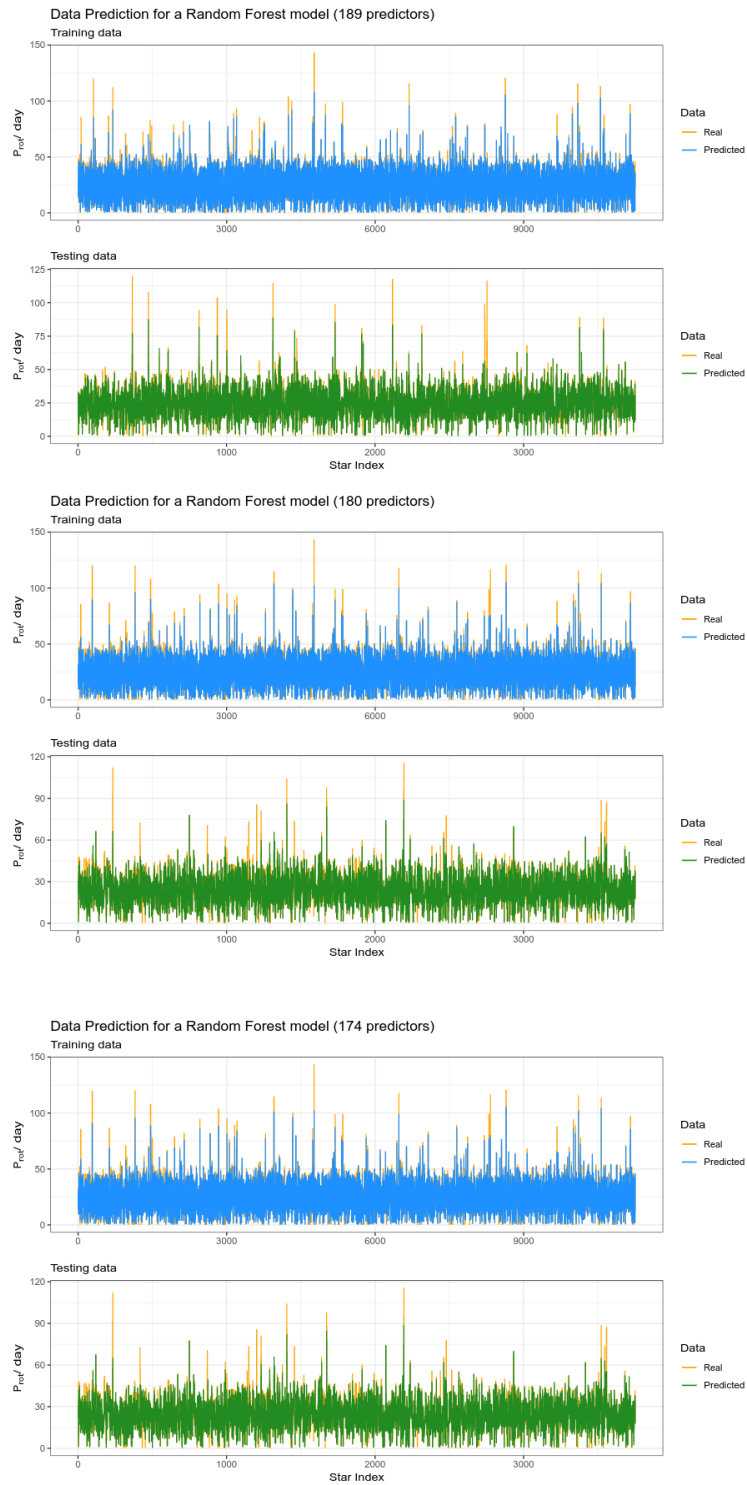 Data Prediction for a Random Forest model (189 predictors)
Training data
150
100
50
0
P_rot/ day
0 3000 6000 9000
Data
Real
Predicted
Testing data
125
100
75
50
25
0
P_rot/ day
0 1000 2000 3000
Star Index
Data
Real
Predicted
Data Prediction for a Random Forest model (180 predictors)
Training data
150
100
50
0
P_rot/ day
0 3000 6000 9000
Data
Real
Predicted
Testing data
120
90
60
30
0
P_rot/ day
0 1000 2000 3000
Star Index
Data
Real
Predicted
Data Prediction for a Random Forest model (174 predictors)
Training data
150
100
50
0
P_rot/ day
0 3000 6000 9000
Data
Real
Predicted
Testing data
120
90
60
30
0
P_rot/ day
0 1000 2000 3000
Star Index
Data
Real
Predicted